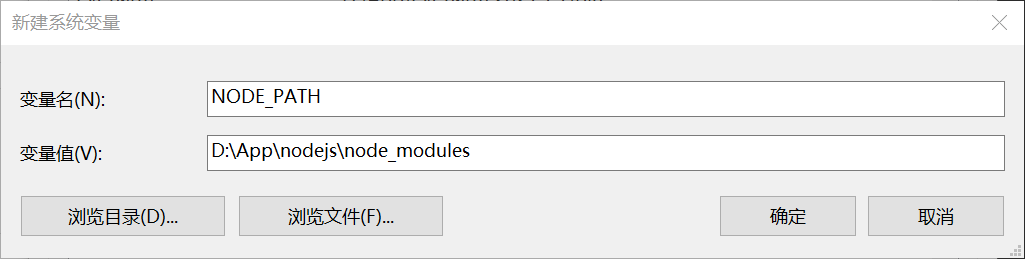 新建系统变量
变量名(N):
NODE_PATH
变量值(V):
D:\App\nodejs\node_modules
浏览目录(D)...
浏览文件(F)...
确定
取消